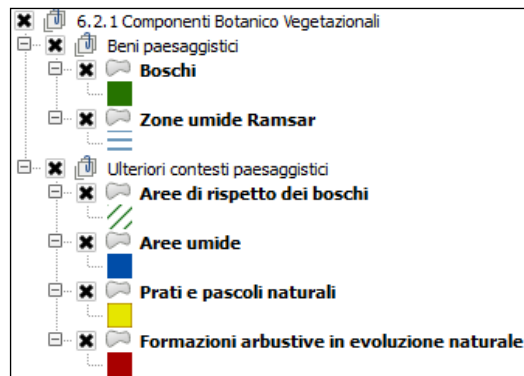 6.2.1 Componenti Botanico Vegetazionali
Beni paesaggistici
Boschi
Zone umide Ramsar
Ulteriori contesti paesaggistici
Aree di rispetto dei boschi
Aree umide
Prati e pascoli naturali
Formazioni arbustive in evoluzione naturale